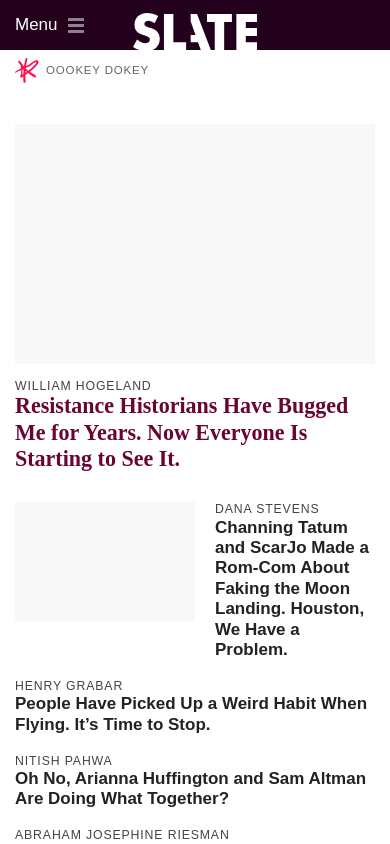 Menu
SLATE
OOOKEY DOKEY
WILLIAM HOGELAND
Resistance Historians Have Bugged
Me for Years. Now Everyone Is
Starting to See It.
DANA STEVENS
Channing Tatum
and ScarJo Made a
Rom-Com About
Faking the Moon
Landing. Houston,
We Have a
Problem.
HENRY GRABAR
People Have Picked Up a Weird Habit When
Flying. It’s Time to Stop.
NITISH PAHWA
Oh No, Arianna Huffington and Sam Altman
Are Doing What Together?
ABRAHAM JOSEPHINE RIESMAN